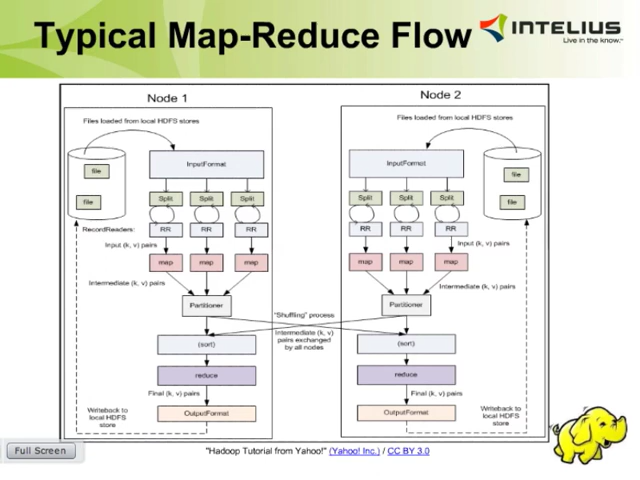 Typical Map-Reduce Flow
INTELIUS
Live in the know.
Node 1
Node 2
Files loaded from local HDFS stores
Files loaded from local HDFS stores
InputFormat
InputFormat
file
file
file
file
Split
Split
Split
Split
Split
Split
RecordReaders:
RR
RR
RR
RR
RR
RR
Input (k, v) pairs
Input (k, v) pairs
map
map
map
map
map
map
Intermediate (k, v) pairs
Intermediate (k, v) pairs
Partitioner
Partitioner
"Shuffling" process
Intermediate (k, v)
pairs exchanged
by all nodes
(sort)
(sort)
reduce
reduce
Final (k, v) pairs
Final (k, v) pairs
Writeback to
local HDFS
store
OutputFormat
OutputFormat
Writeback to
local HDFS
store
Full Screen
"Hadoop Tutorial from Yahoo!" (Yahoo! Inc.) / CC BY 3.0